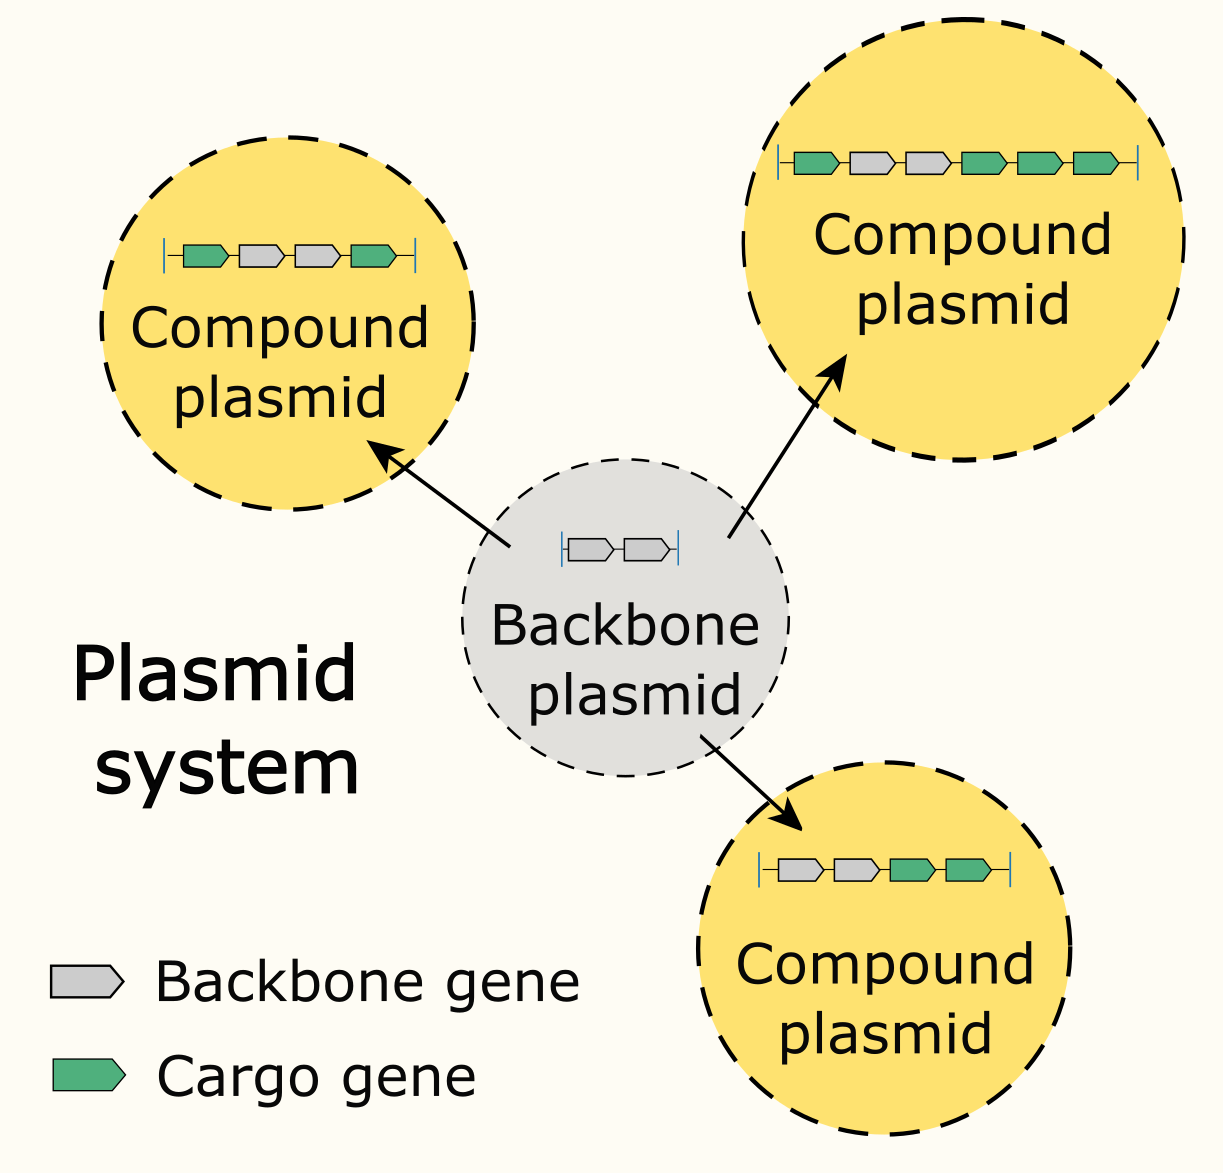 Compound
plasmid
Compound
plasmid
Backbone
plasmid
Plasmid
system
Compound
plasmid
Backbone gene
Cargo gene